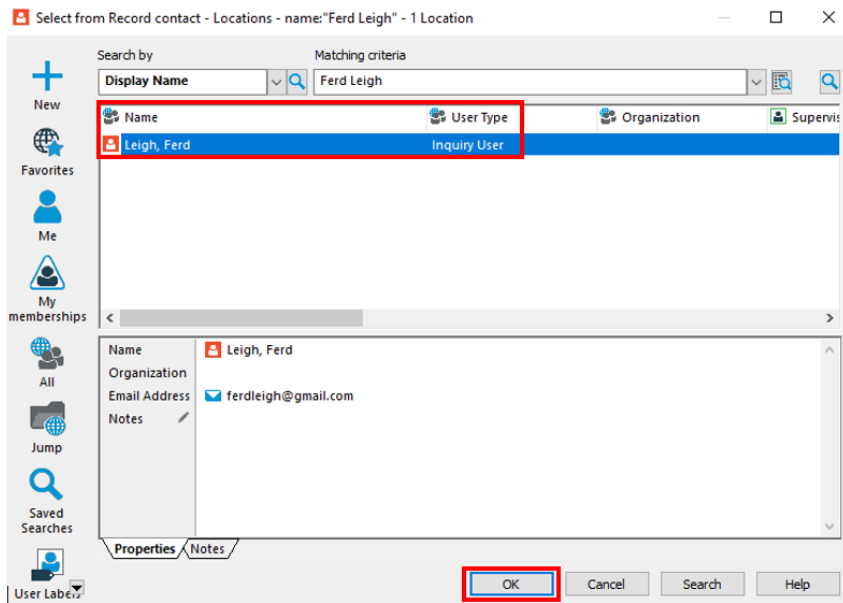 Select from Record contact - Locations - name:"Ferd Leigh" - 1 Location
Search by
Matching criteria
Display Name
Ferd Leigh
New
Favorites
Me
My
memberships
All
Jump
Saved
Searches
User Labels
Name
User Type
Organization
Leigh, Ferd
Inquiry User
Name
Leigh, Ferd
Organization
Email Address
ferdleigh@gmail.com
Notes
Properties
Notes
OK
Cancel
Search
Help